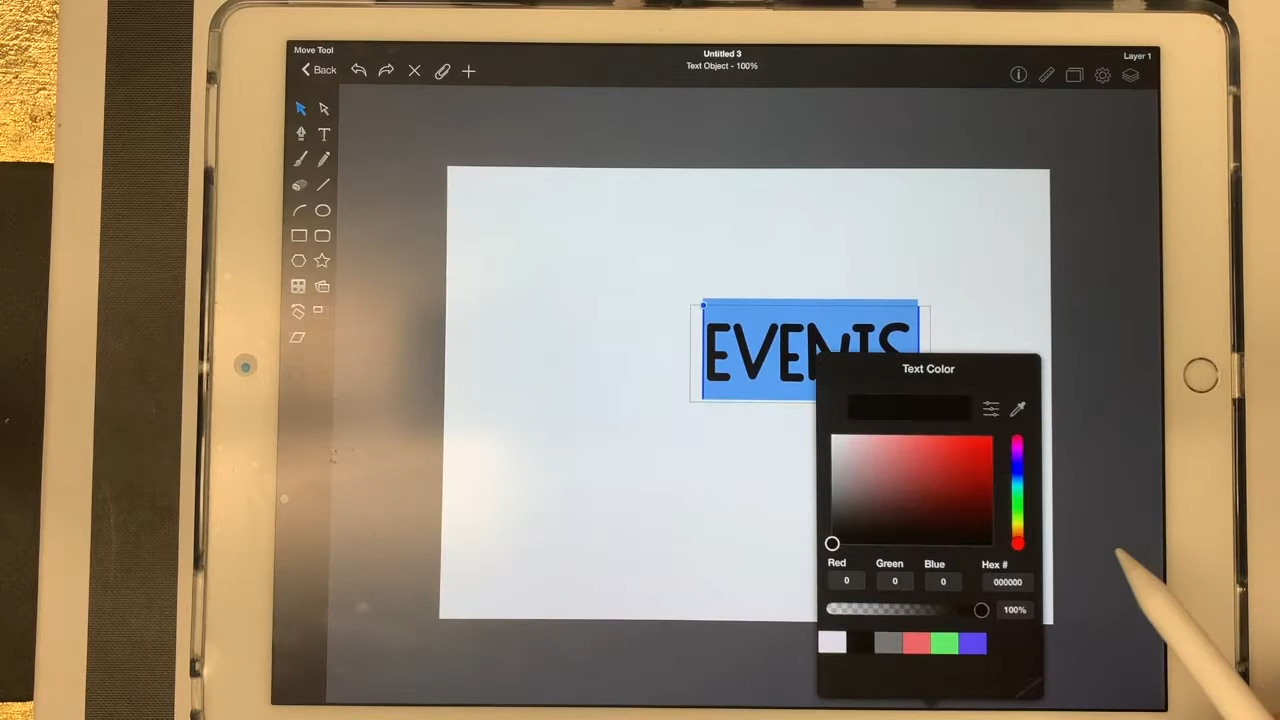 Move Tool
Untitled 3
Layer 1
Back
Text Object - 100%
T
EVENTS
Text Color
Red Green Blue Hex #
0 0 0 000000
100%